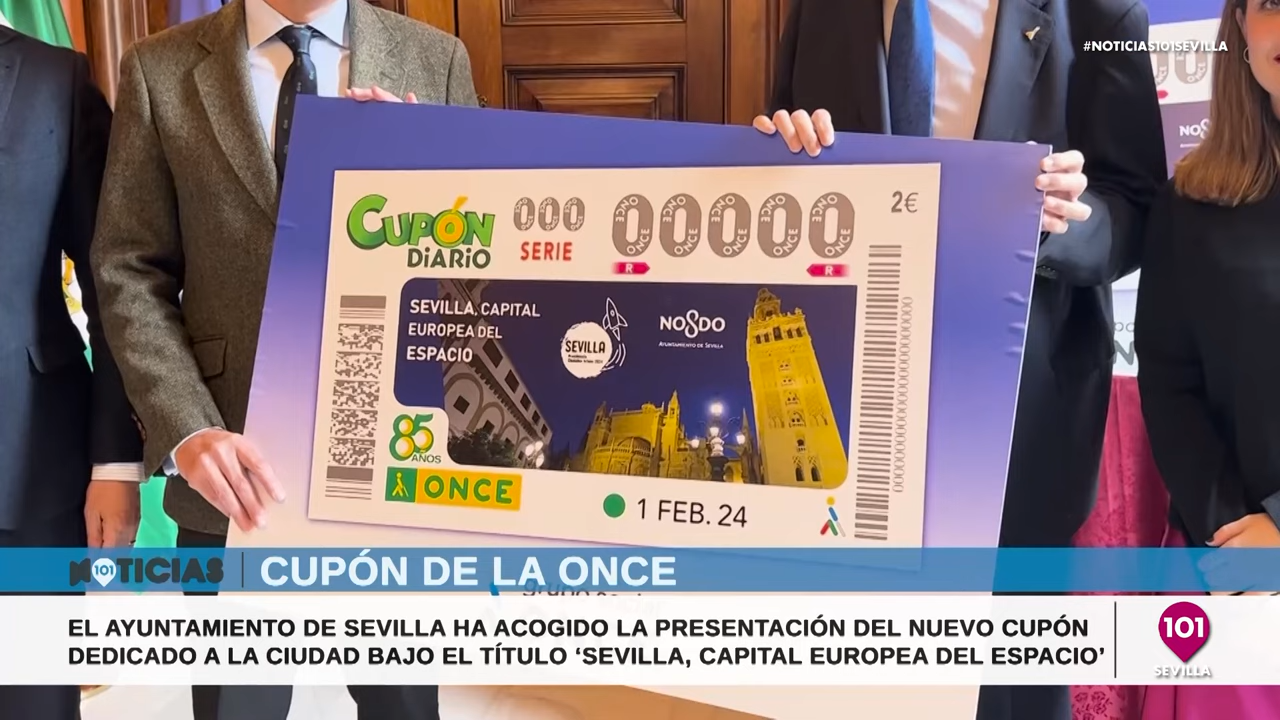 #NOTICIAS101SEVILLA
CUPÓN
DIARIO
000
SERIE
00000
2€
R
R
SEVILLA, CAPITAL
EUROPEA DEL
ESPACIO
SEVILLA
NO8DO
AYUNTAMIENTO DE SEVILLA
85
AÑOS
ONCE
1 FEB. 24
NOTICIAS
101
CUPÓN DE LA ONCE
EL AYUNTAMIENTO DE SEVILLA HA ACOGIDO LA PRESENTACIÓN DEL NUEVO CUPÓN
DEDICADO A LA CIUDAD BAJO EL TÍTULO ‘SEVILLA, CAPITAL EUROPEA DEL ESPACIO’
101
SEVILLA